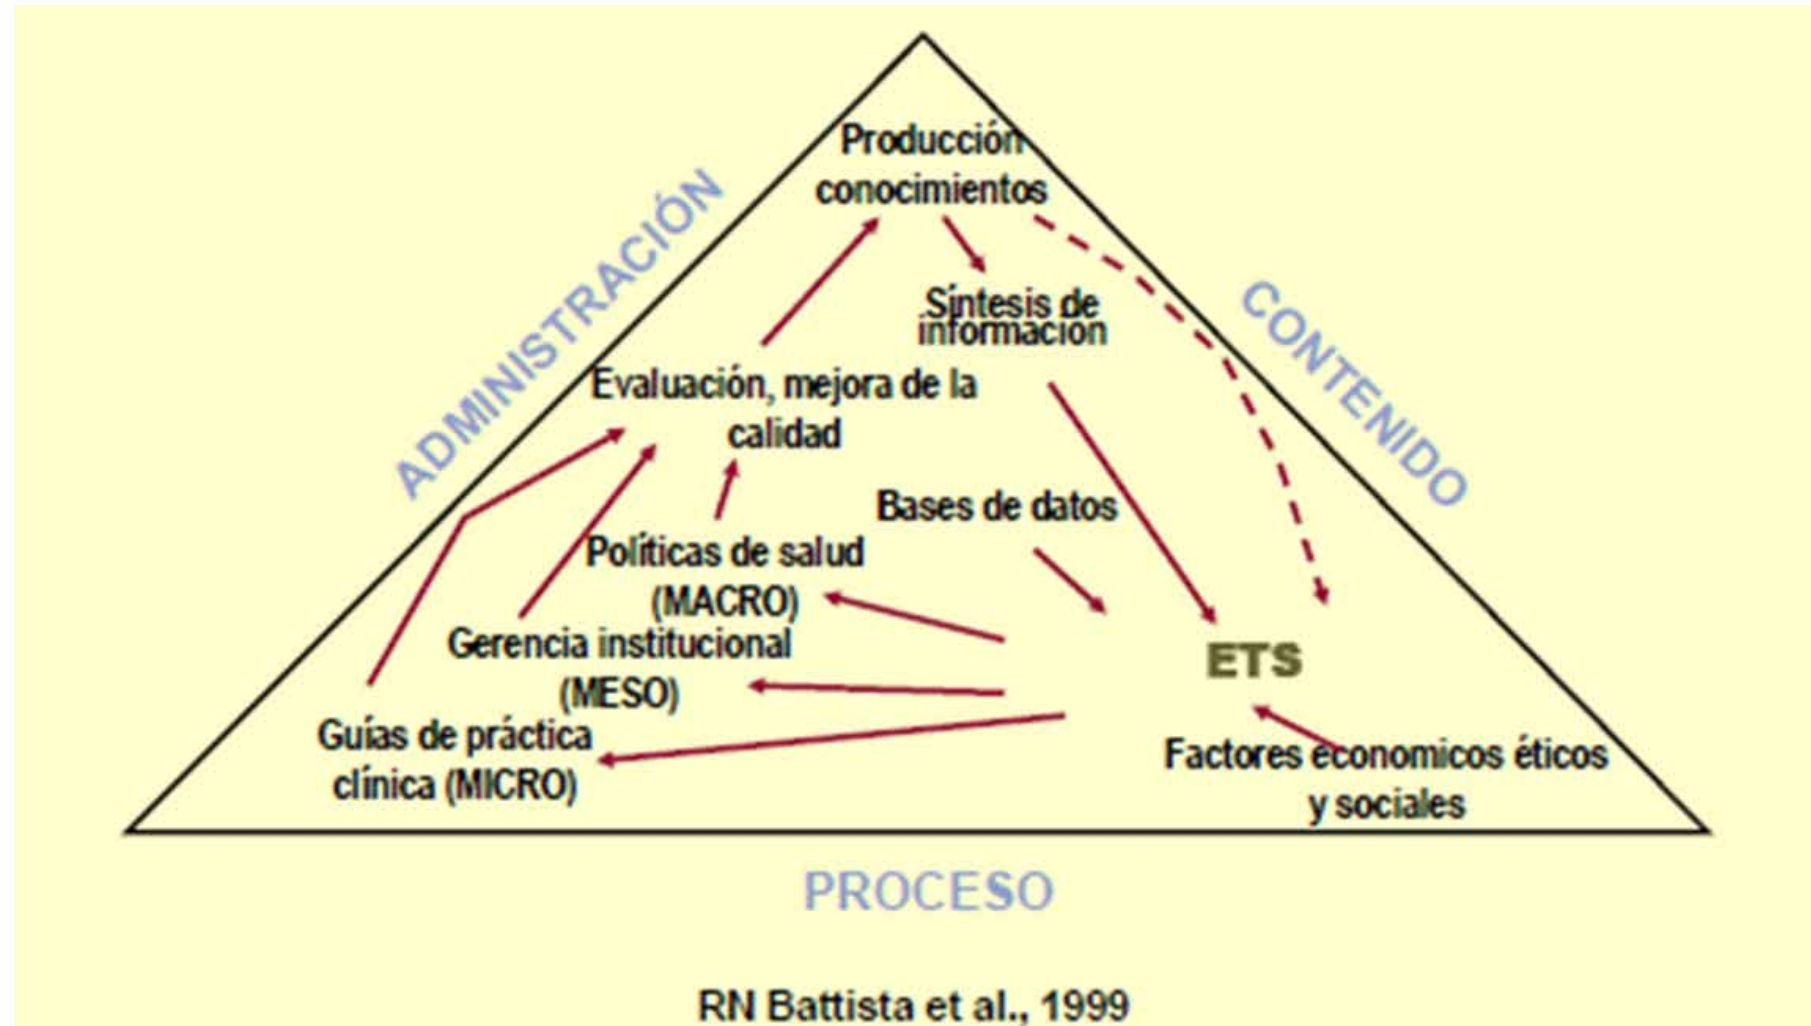 Producción
conocimientos
ADMINISTRACIÓN
CONTENIDO
Síntesis de
información
Evaluación, mejora de la
calidad
Bases de datos
Políticas de salud
(MACRO)
Gerencia institucional
(MESO)
ETS
Guías de práctica
clínica (MICRO)
Factores economicos éticos
y sociales
PROCESO
RN Battista et al., 1999